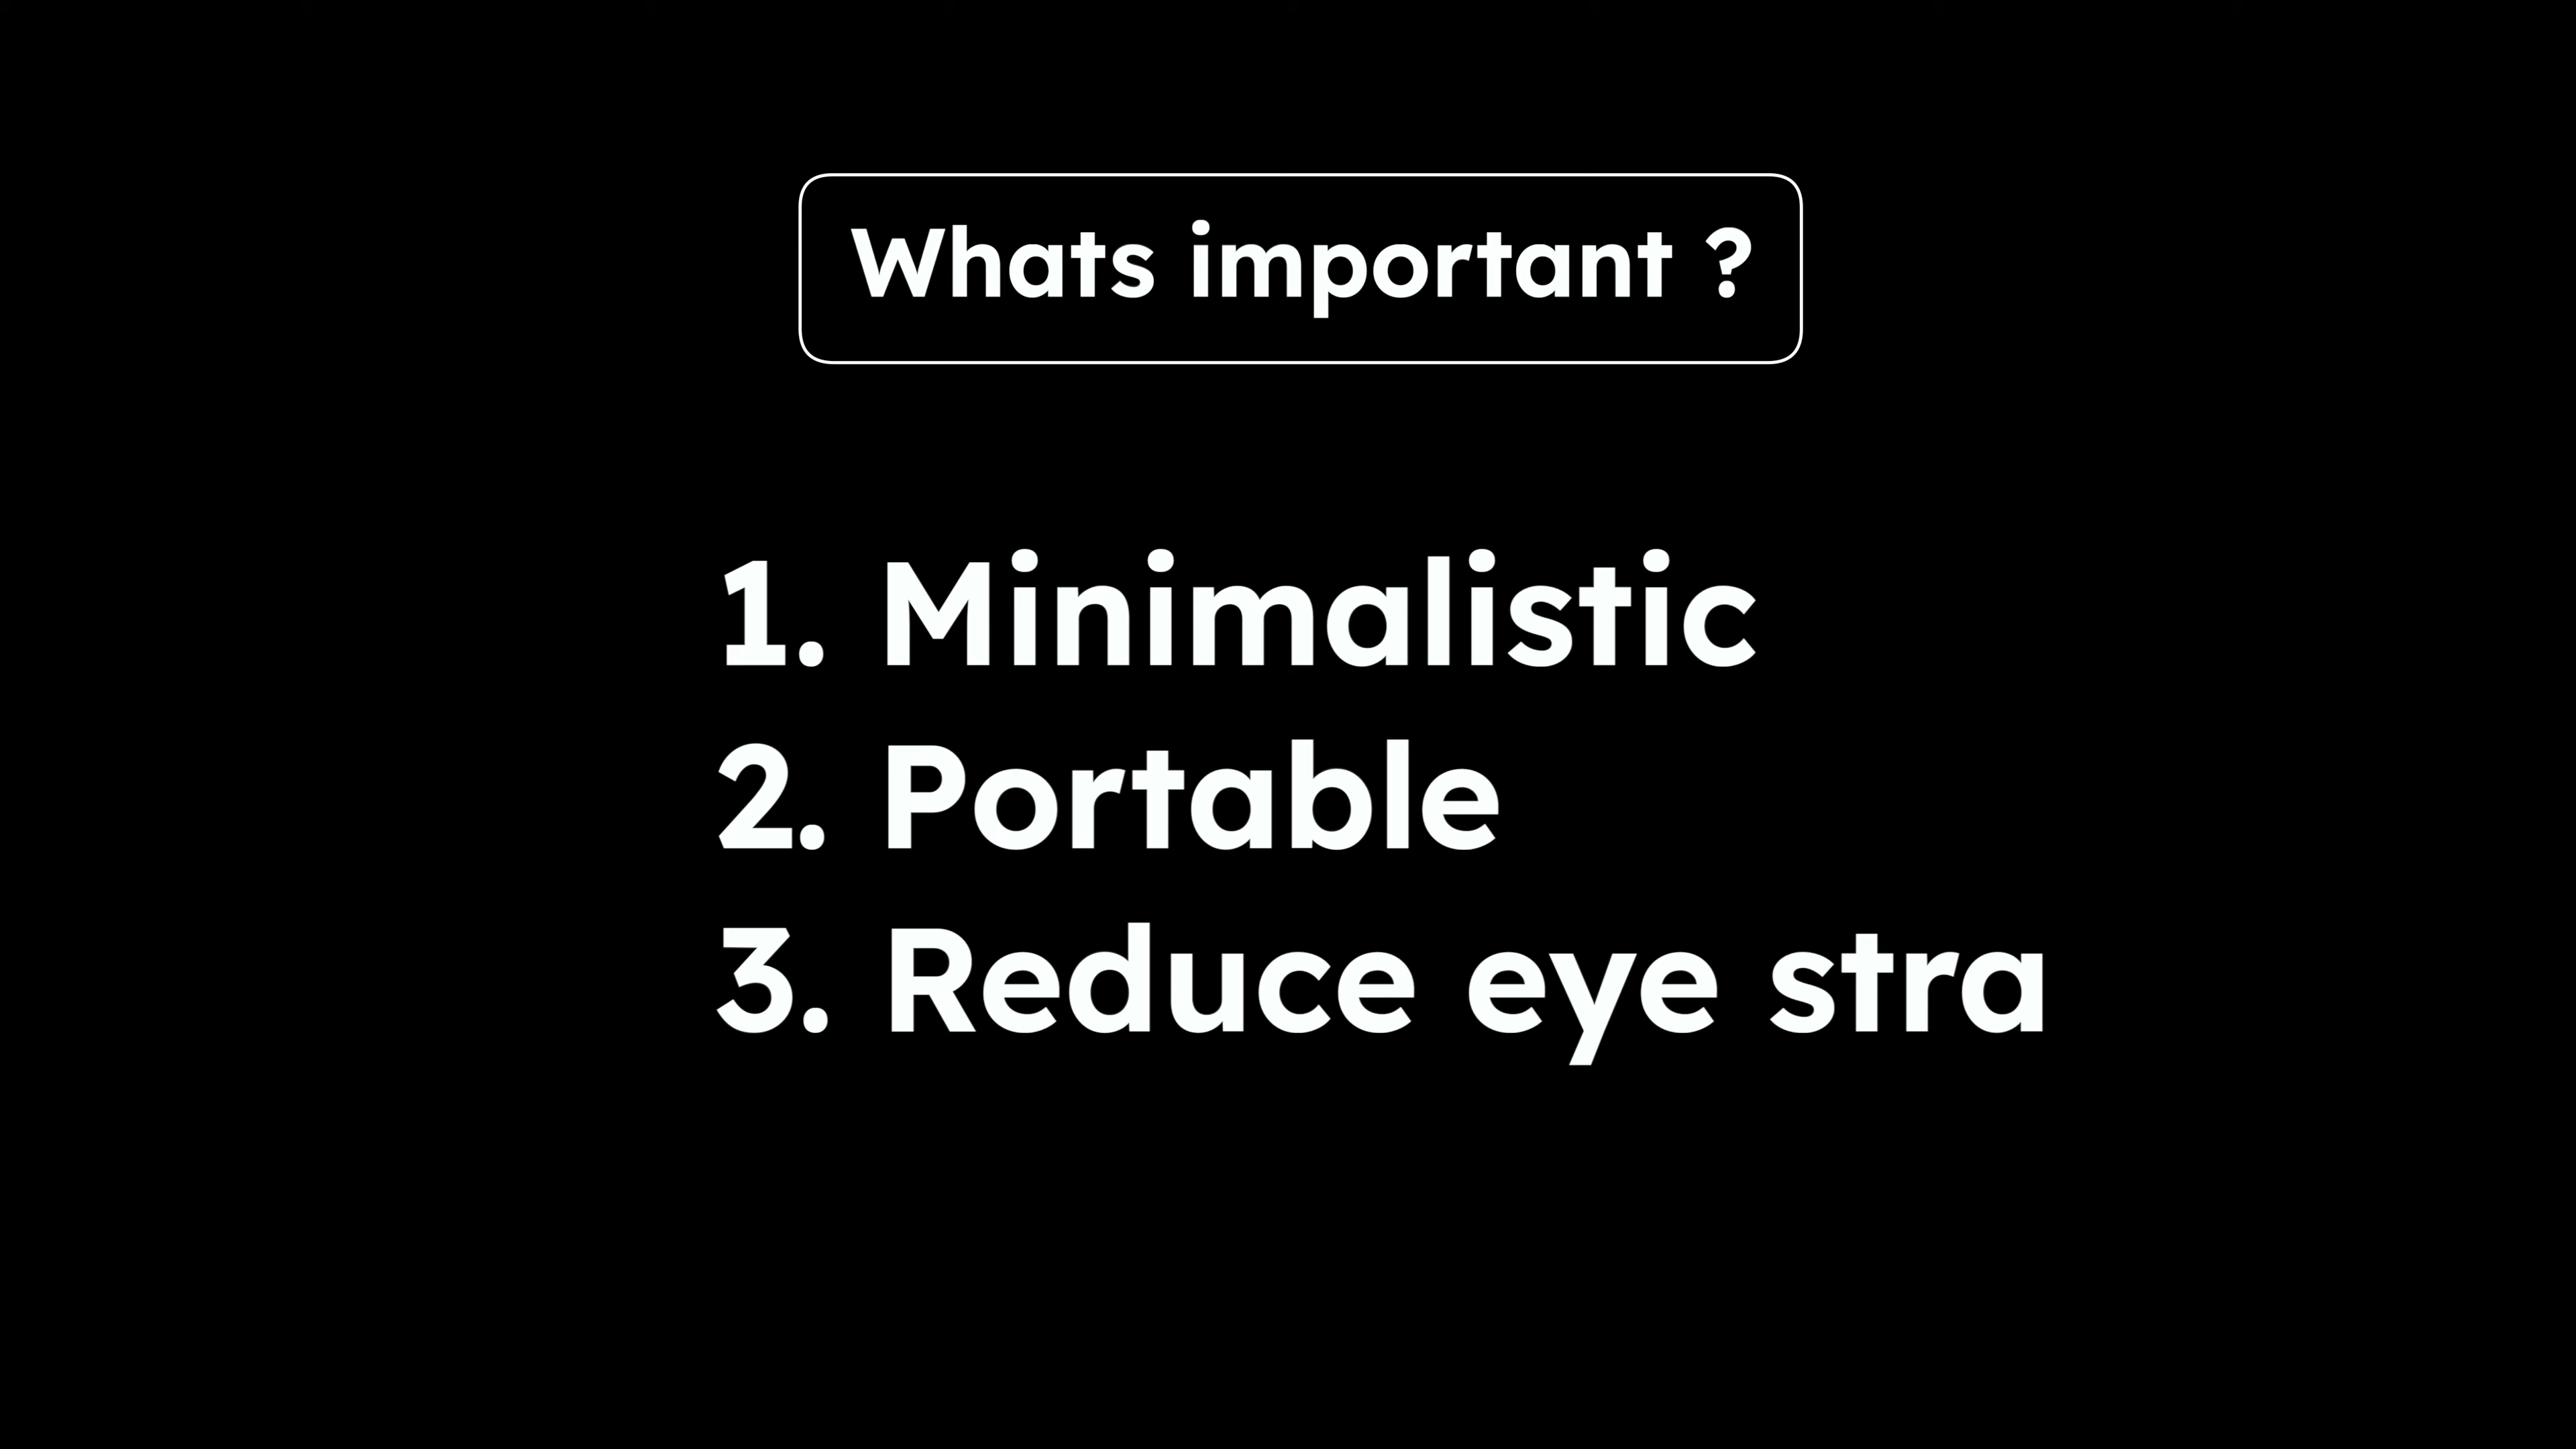 Whats important ?
1. Minimalistic
2. Portable
3. Reduce eye stra